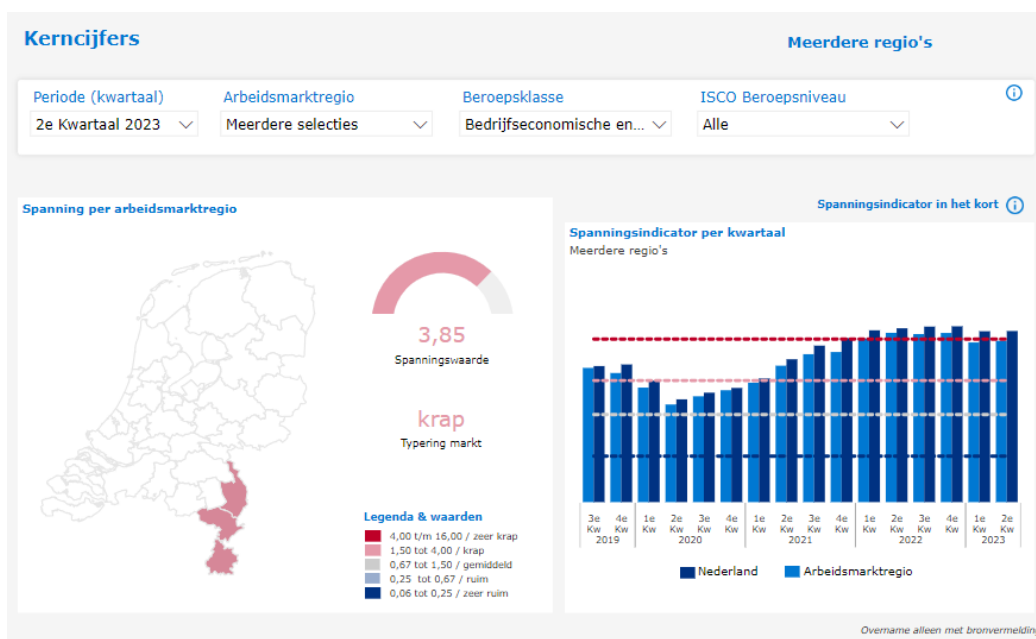 Kerncijfers
Meerdere regio's
Periode (kwartaal)
Arbeidsmarktregio
Beroepsklasse
ISCO Beroepsniveau
2e Kwartaal 2023
Meerdere selecties
Bedrijfseconomische en...
Alle
Spanning per arbeidsmarktregio
3,85
Spanningswaarde
krap
Typering markt
Legenda & waarden
4,00 t/m 16,00 / zeer krap
1,50 tot 4,00 / krap
0,67 tot 1,50 / gemiddeld
0,25 tot 0,67 / ruim
0,06 tot 0,25 / zeer ruim
Spanningsindicator in het kort
Spanningsindicator per kwartaal
Meerdere regio's
3e Kw 4e Kw 1e Kw 2e Kw 3e Kw 4e Kw 1e Kw 2e Kw 3e Kw 4e Kw 1e Kw 2e Kw 3e Kw 4e Kw 1e Kw 2e Kw
2019 2020 2021 2022 2023
Nederland Arbeidsmarktregio
Overname alleen met bronvermeldin